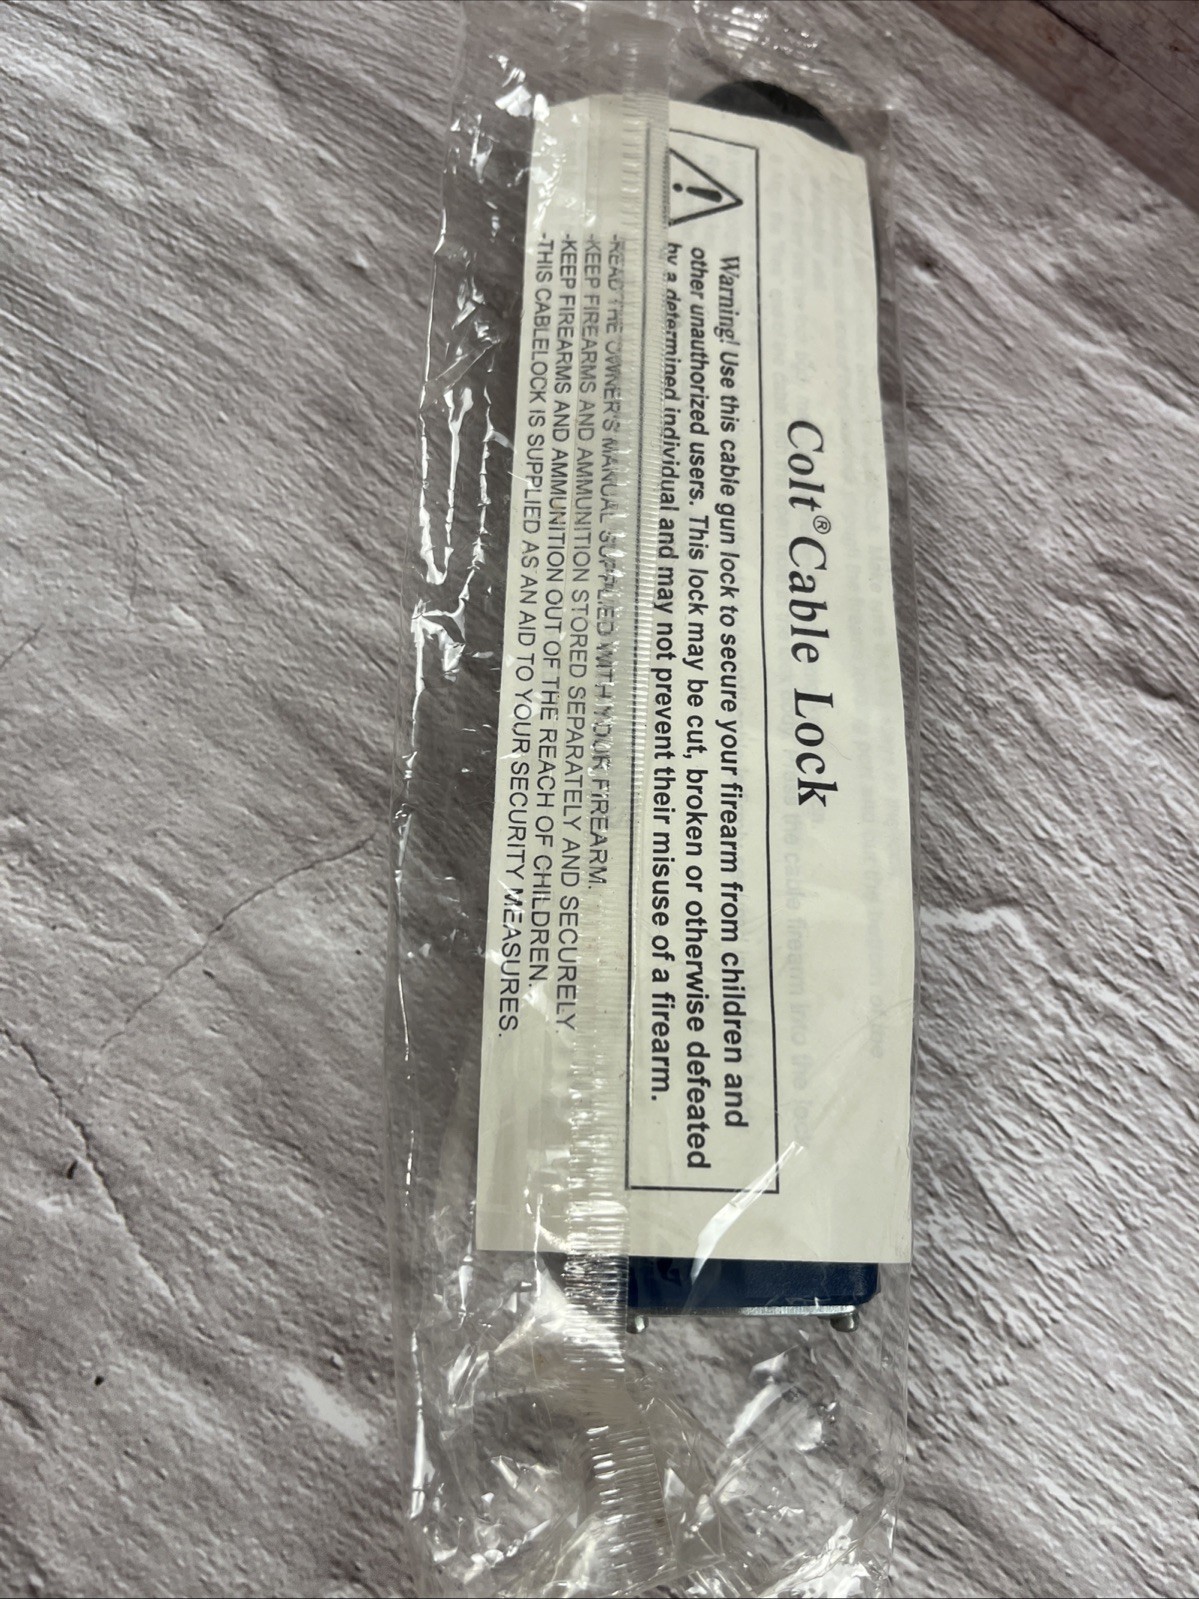 Colt® Cable Lock
Warning! Use this cable gun lock to secure your firearm from children and
other unauthorized users. This lock may be cut, broken or otherwise defeated
by a determined individual and may not prevent their misuse of a firearm.
-READ THE OWNER'S MANUAL SUPPLIED WITH YOUR FIREARM.
-KEEP FIREARMS AND AMMUNITION STORED SEPARATELY AND SECURELY.
-KEEP FIREARMS AND AMMUNITION OUT OF THE REACH OF CHILDREN.
-THIS CABLELOCK IS SUPPLIED AS AN AID TO YOUR SECURITY MEASURES.